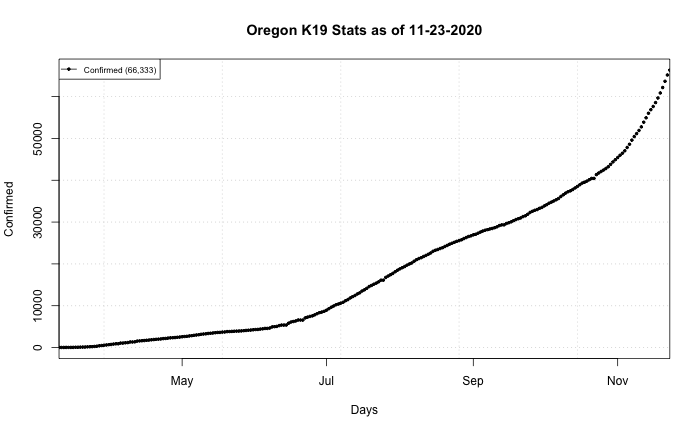 Oregon K19 Stats as of 11-23-2020
Confirmed (66,333)
Confirmed
50000
30000
10000
0
May
Jul
Sep
Nov
Days